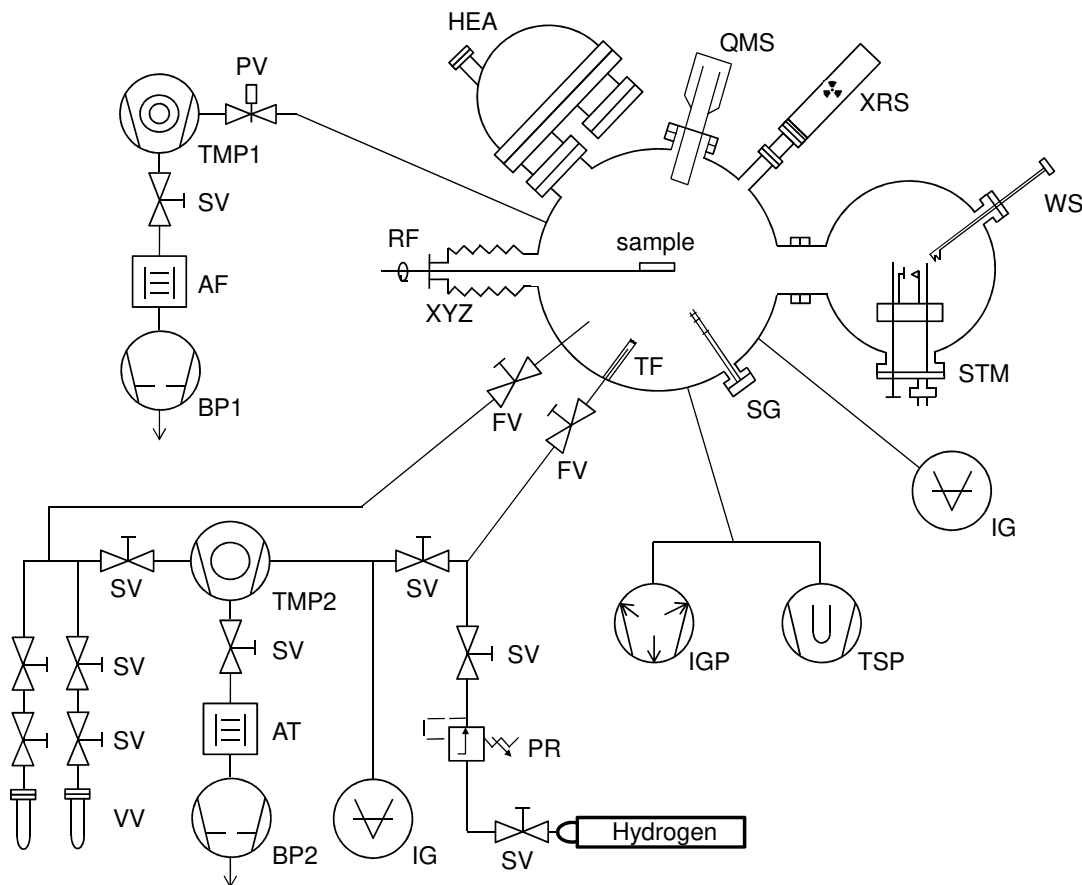 HEA
QMS
PV
XRS
TMP1
SV
WS
RF
sample
AF
XYZ
TF
STM
BP1
SG
FV
FV
IG
SV
TMP2
SV
SV
SV
SV
IGP
TSP
SV
AT
PR
VV
BP2
IG
SV
Hydrogen